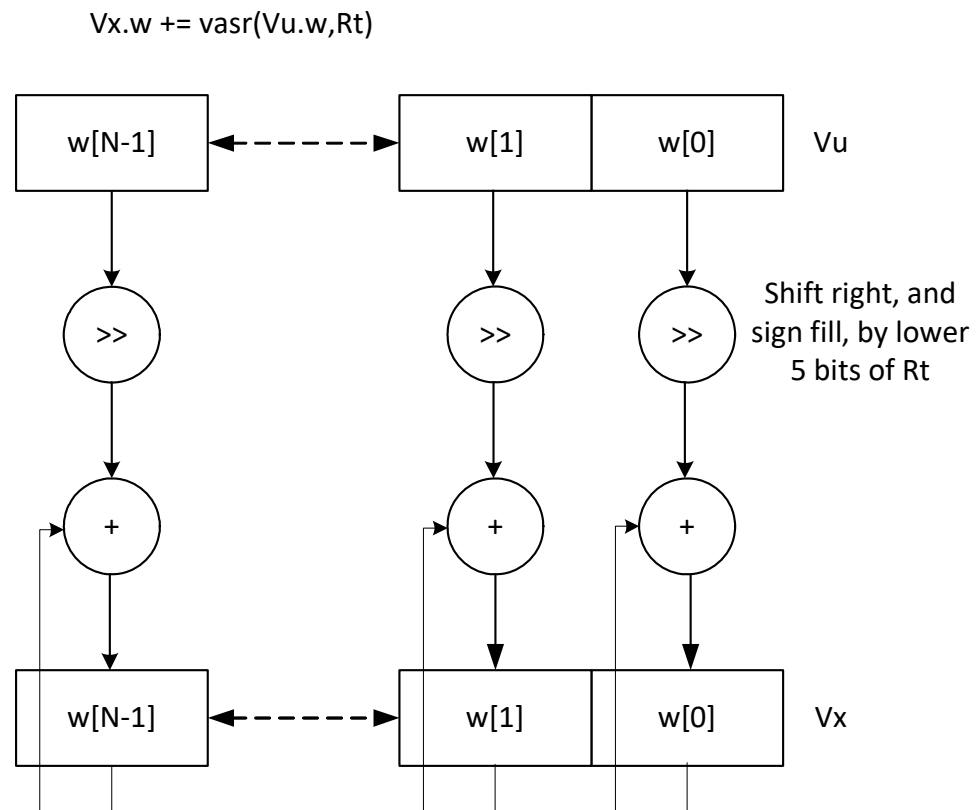 Vx.w += vasr(Vu.w,Rt)
w[N-1]
w[1]
w[0]
Vu
>>
>>
>>
Shift right, and
sign fill, by lower
5 bits of Rt
+
+
+
w[N-1]
w[1]
w[0]
Vx